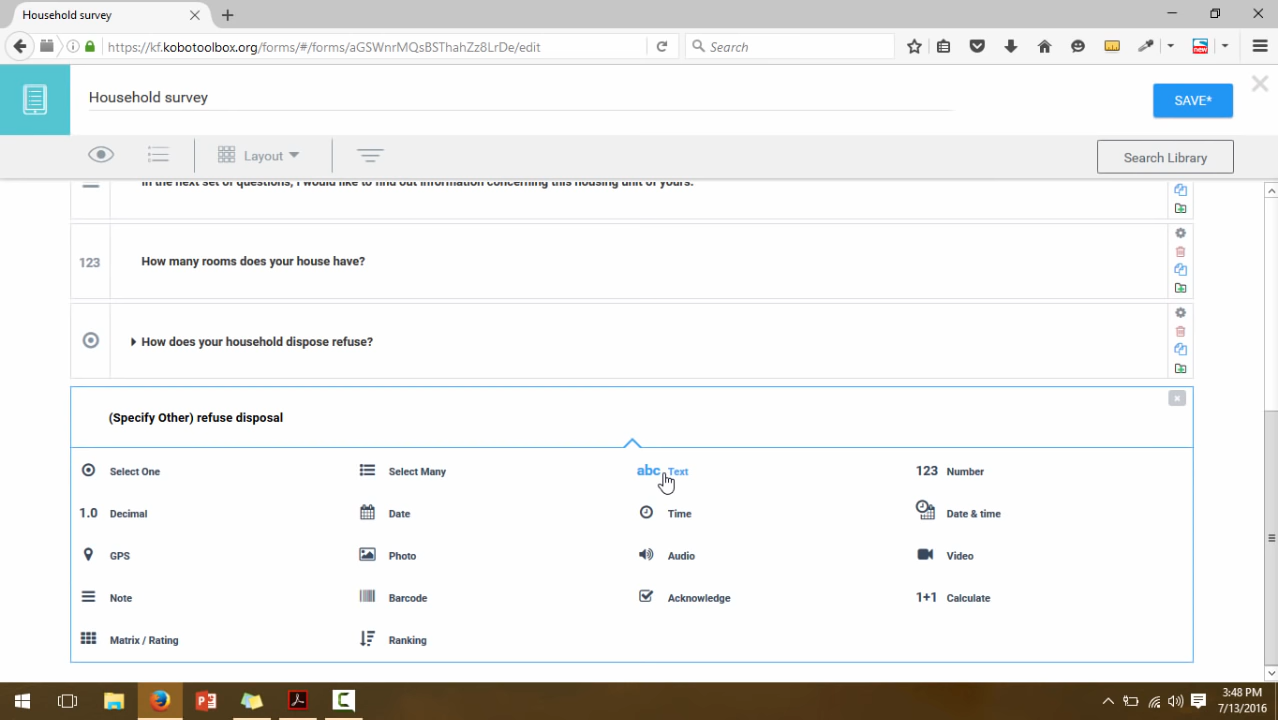 Household survey
https://kf.kobotoolbox.org/forms/#/forms/aGSWnrMQsBSThahZz8LrDe/edit
Search
new
Household survey
SAVE*
Layout
Search Library
In the next set of questions, I would like to find out information concerning this housing unit of yours.
123 How many rooms does your house have?
How does your household dispose refuse?
(Specify Other) refuse disposal
Select One
Select Many
abc Text
123 Number
1.0 Decimal
Date
Time
Date & time
GPS
Photo
Audio
Video
Note
Barcode
Acknowledge
1+1 Calculate
Matrix / Rating
Ranking
3:48 PM
7/13/2016